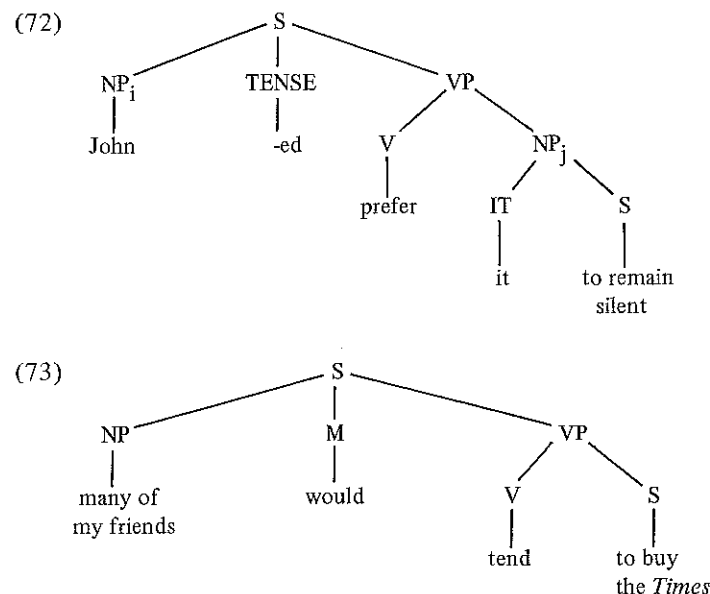 (72)
S
NPi TENSE VP
John -ed V NPj
prefer IT S
it to remain
silent
(73)
S
NP M VP
many of would V S
my friends
tend to buy
the Times